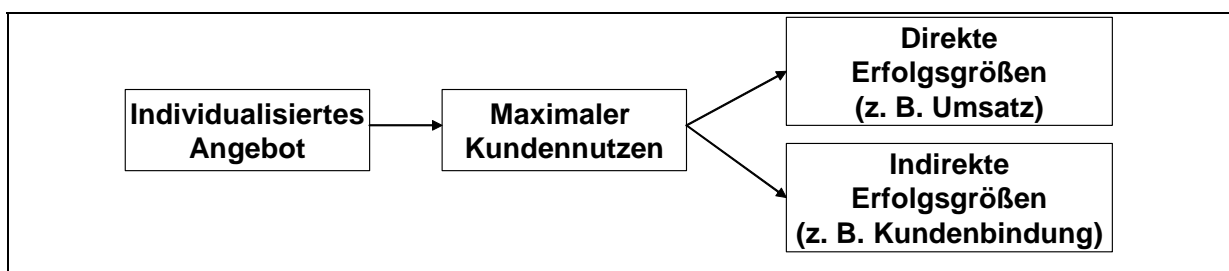 Individualisiertes
Angebot
Maximaler
Kundennutzen
Direkte
Erfolgsgrößen
(z. B. Umsatz)
Indirekte
Erfolgsgrößen
(z. B. Kundenbindung)